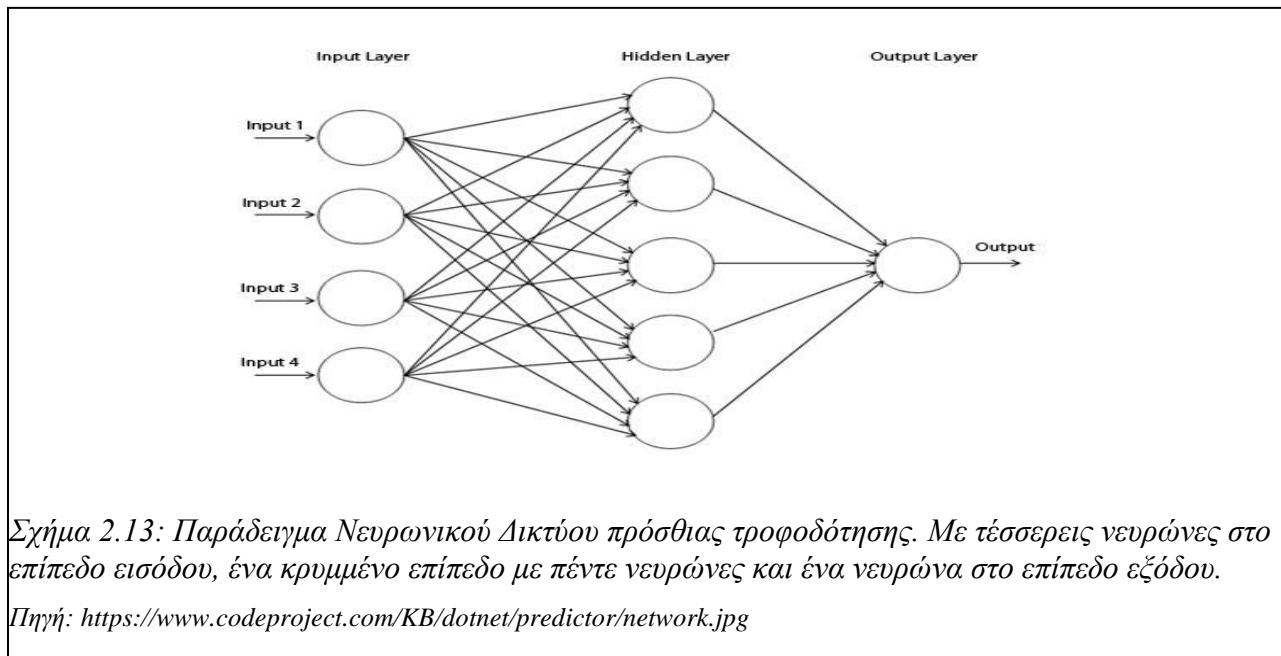 Input Layer
Hidden Layer
Output Layer
Input 1
Input 2
Input 3
Input 4
Output
Σχήμα 2.13: Παράδειγμα Νευρωνικού Δικτύου πρόσθιας τροφοδότησης. Με τέσσερεις νευρώνες στο
επίπεδο εισόδου, ένα κρυμμένο επίπεδο με πέντε νευρώνες και ένα νευρώνα στο επίπεδο εξόδου.
Πηγή: https://www.codeproject.com/KB/dotnet/predictor/network.jpg